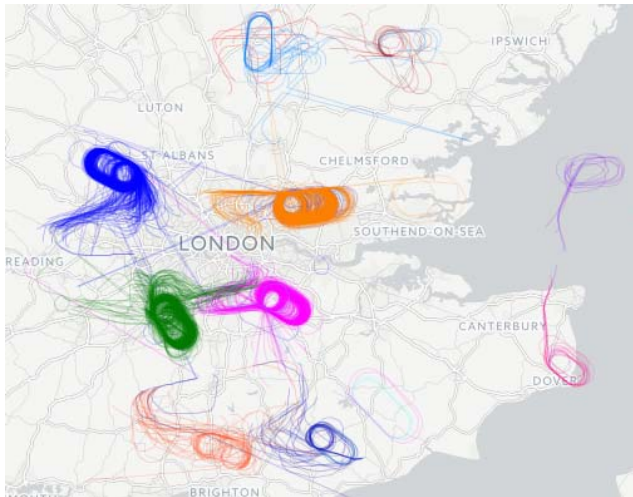 IPSWICH
LUTON
ST ALBANS
CHELMSFORD
LONDON
SOUTHEND-ON-SEA
READING
CANTERBURY
DOVER
BRIGHTON